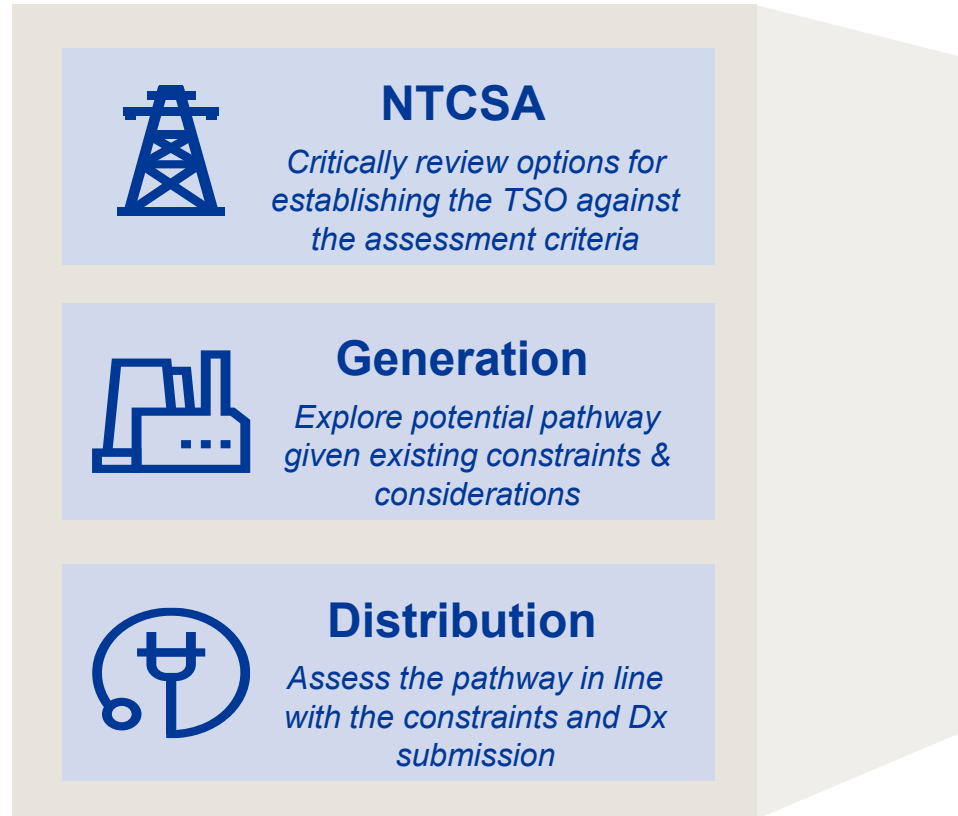 NTCSA
Critically review options for
establishing the TSO against
the assessment criteria
Generation
Explore potential pathway
given existing constraints &
considerations
Distribution
Assess the pathway in line
with the constraints and Dx
submission